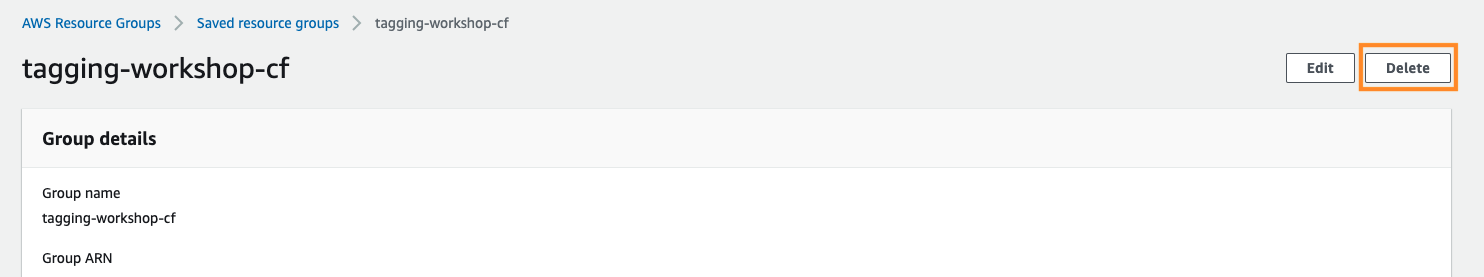 AWS Resource Groups > Saved resource groups > tagging-workshop-cf
tagging-workshop-cf Edit Delete
Group details
Group name
tagging-workshop-cf
Group ARN